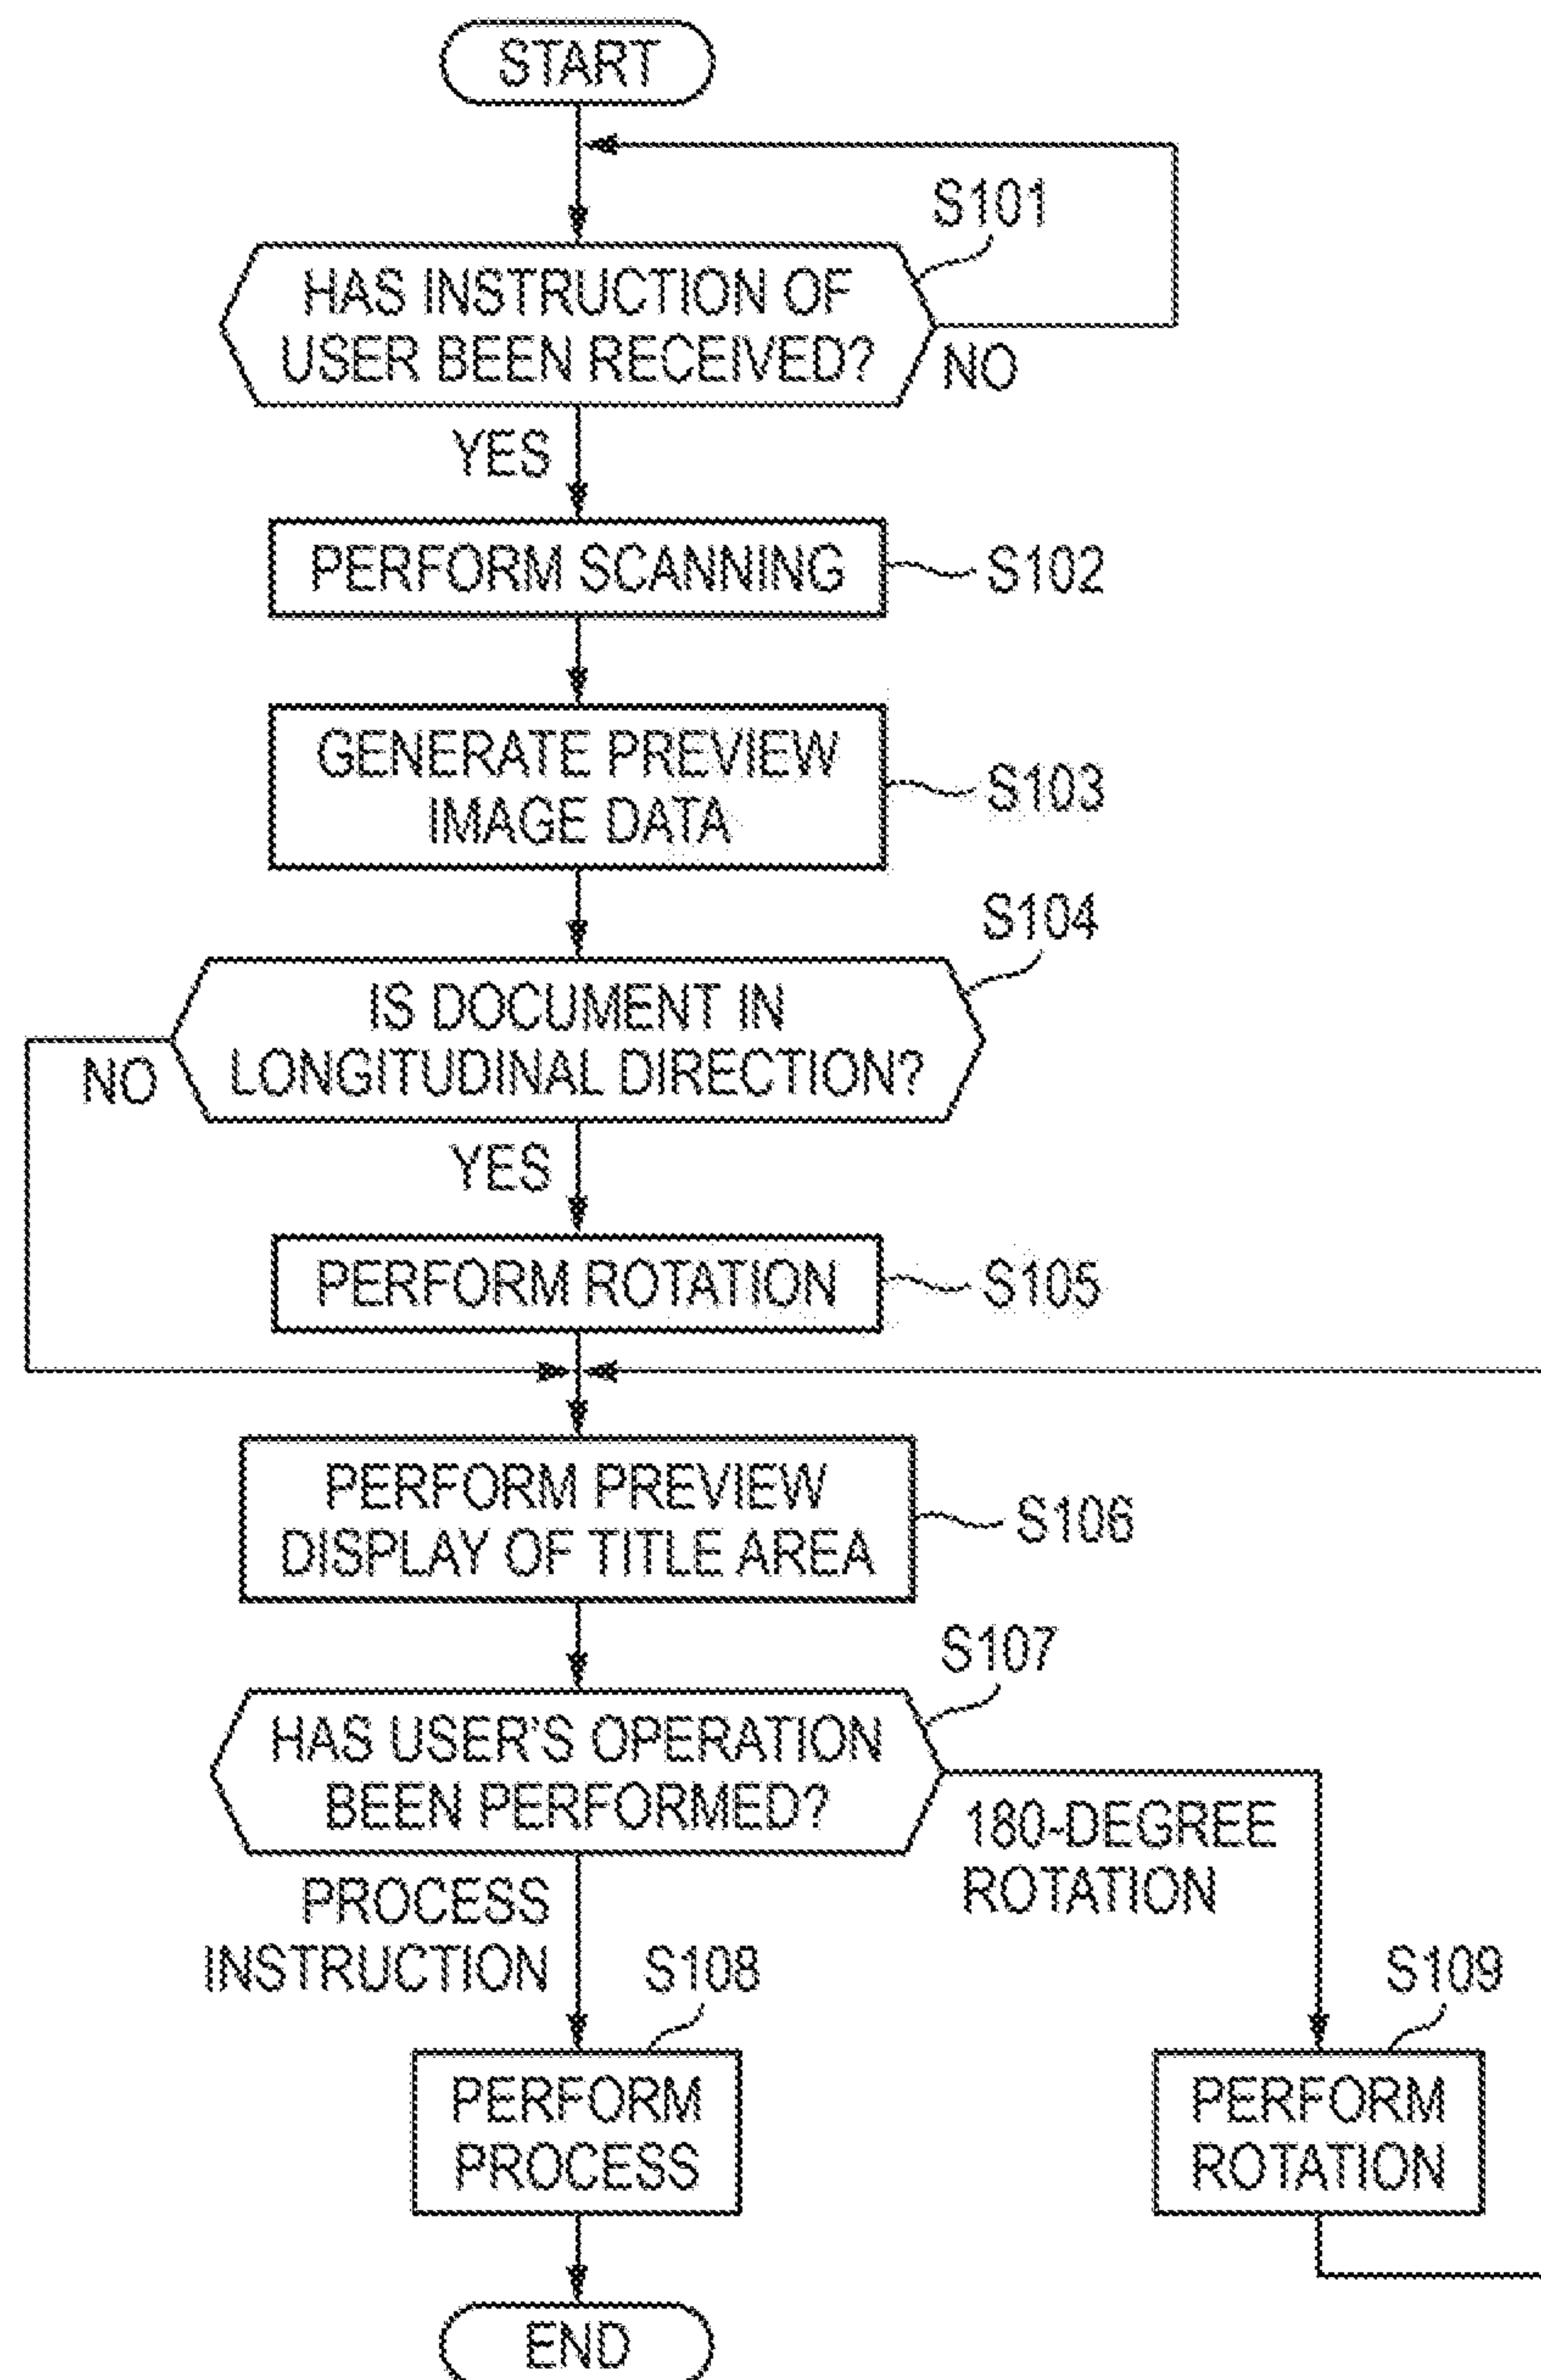 START
S101
HAS INSTRUCTION OF
USER BEEN RECEIVED?
NO
YES
PERFORM SCANNING
S102
GENERATE PREVIEW
IMAGE DATA
S103
S104
IS DOCUMENT IN
LONGITUDINAL DIRECTION?
NO
YES
PERFORM ROTATION
S105
PERFORM PREVIEW
DISPLAY OF TITLE AREA
S106
S107
HAS USER'S OPERATION
BEEN PERFORMED?
180-DEGREE
ROTATION
PROCESS
INSTRUCTION
S108
S109
PERFORM
PROCESS
PERFORM
ROTATION
END